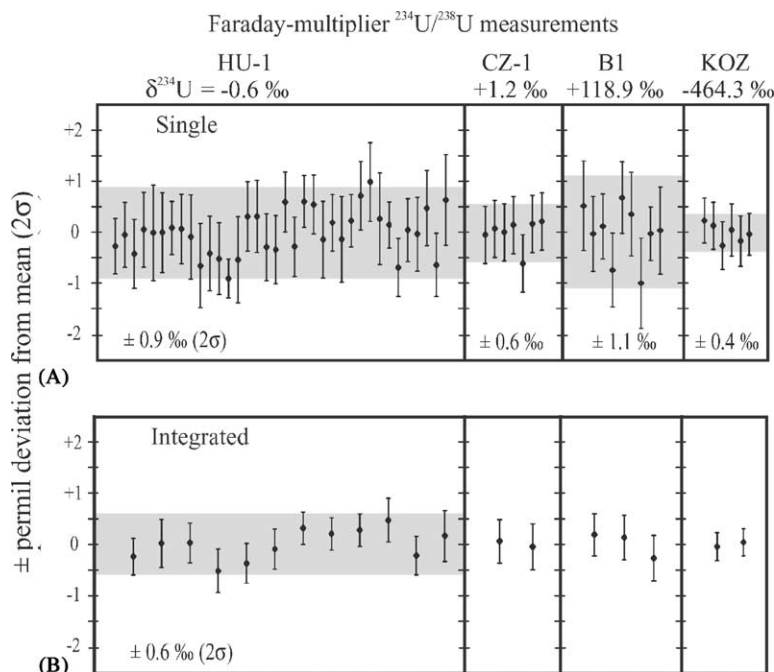 Faraday-multiplier ²³⁴U/²³⁸U measurements
HU-1 CZ-1 B1 KOZ
δ²³⁴U = -0.6 ‰ +1.2 ‰ +118.9 ‰ -464.3 ‰
Single
+2
+1
0
-1
-2
± 0.9 ‰ (2σ) ± 0.6 ‰ ± 1.1 ‰ ± 0.4 ‰
(A)
± permil deviation from mean (2σ)
Integrated
+2
+1
0
-1
-2
± 0.6 ‰ (2σ)
(B)